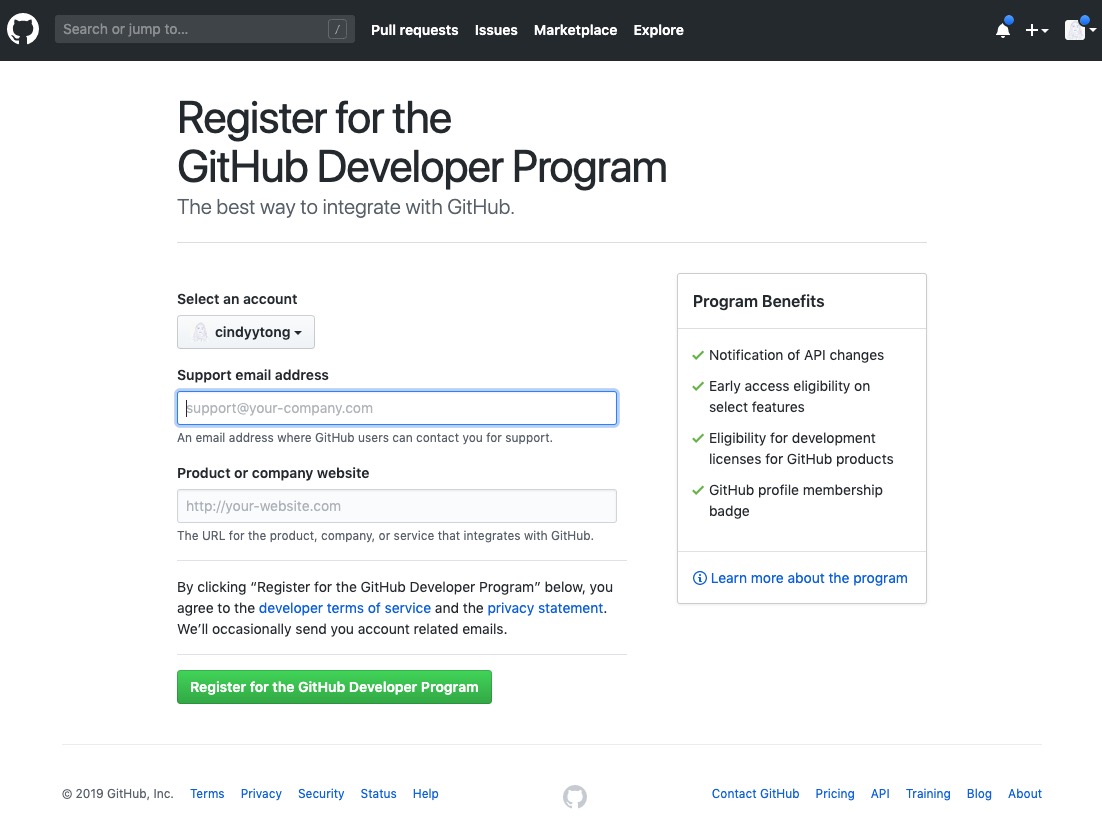 Search or jump to... /
Pull requests Issues Marketplace Explore
Register for the
GitHub Developer Program
The best way to integrate with GitHub.
Select an account
cindyytong
Support email address
support@your-company.com
An email address where GitHub users can contact you for support.
Product or company website
http://your-website.com
The URL for the product, company, or service that integrates with GitHub.
By clicking “Register for the GitHub Developer Program” below, you
agree to the developer terms of service and the privacy statement.
We’ll occasionally send you account related emails.
Register for the GitHub Developer Program
Program Benefits
Notification of API changes
Early access eligibility on
select features
Eligibility for development
licenses for GitHub products
GitHub profile membership
badge
Learn more about the program
© 2019 GitHub, Inc. Terms Privacy Security Status Help
Contact GitHub Pricing API Training Blog About